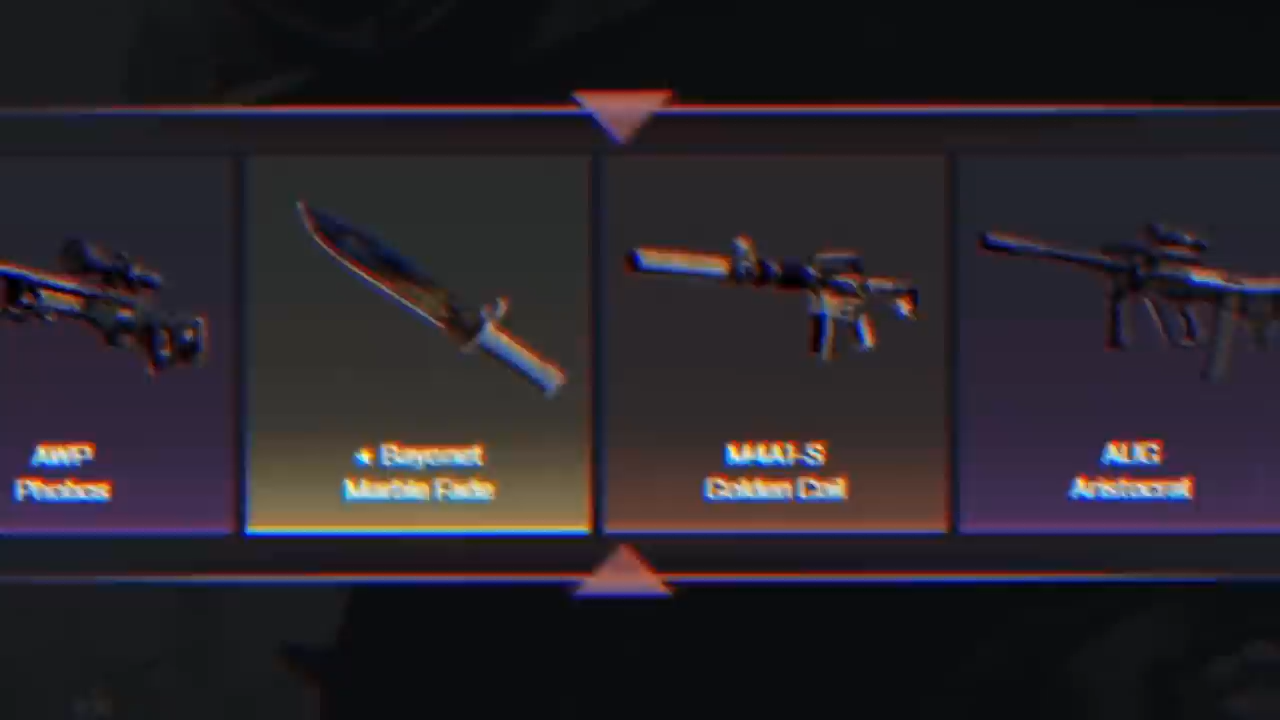 AWP
Phobos
★ Bayonet
Marble Fade
M4A1-S
Golden Coil
AUG
Aristocrat